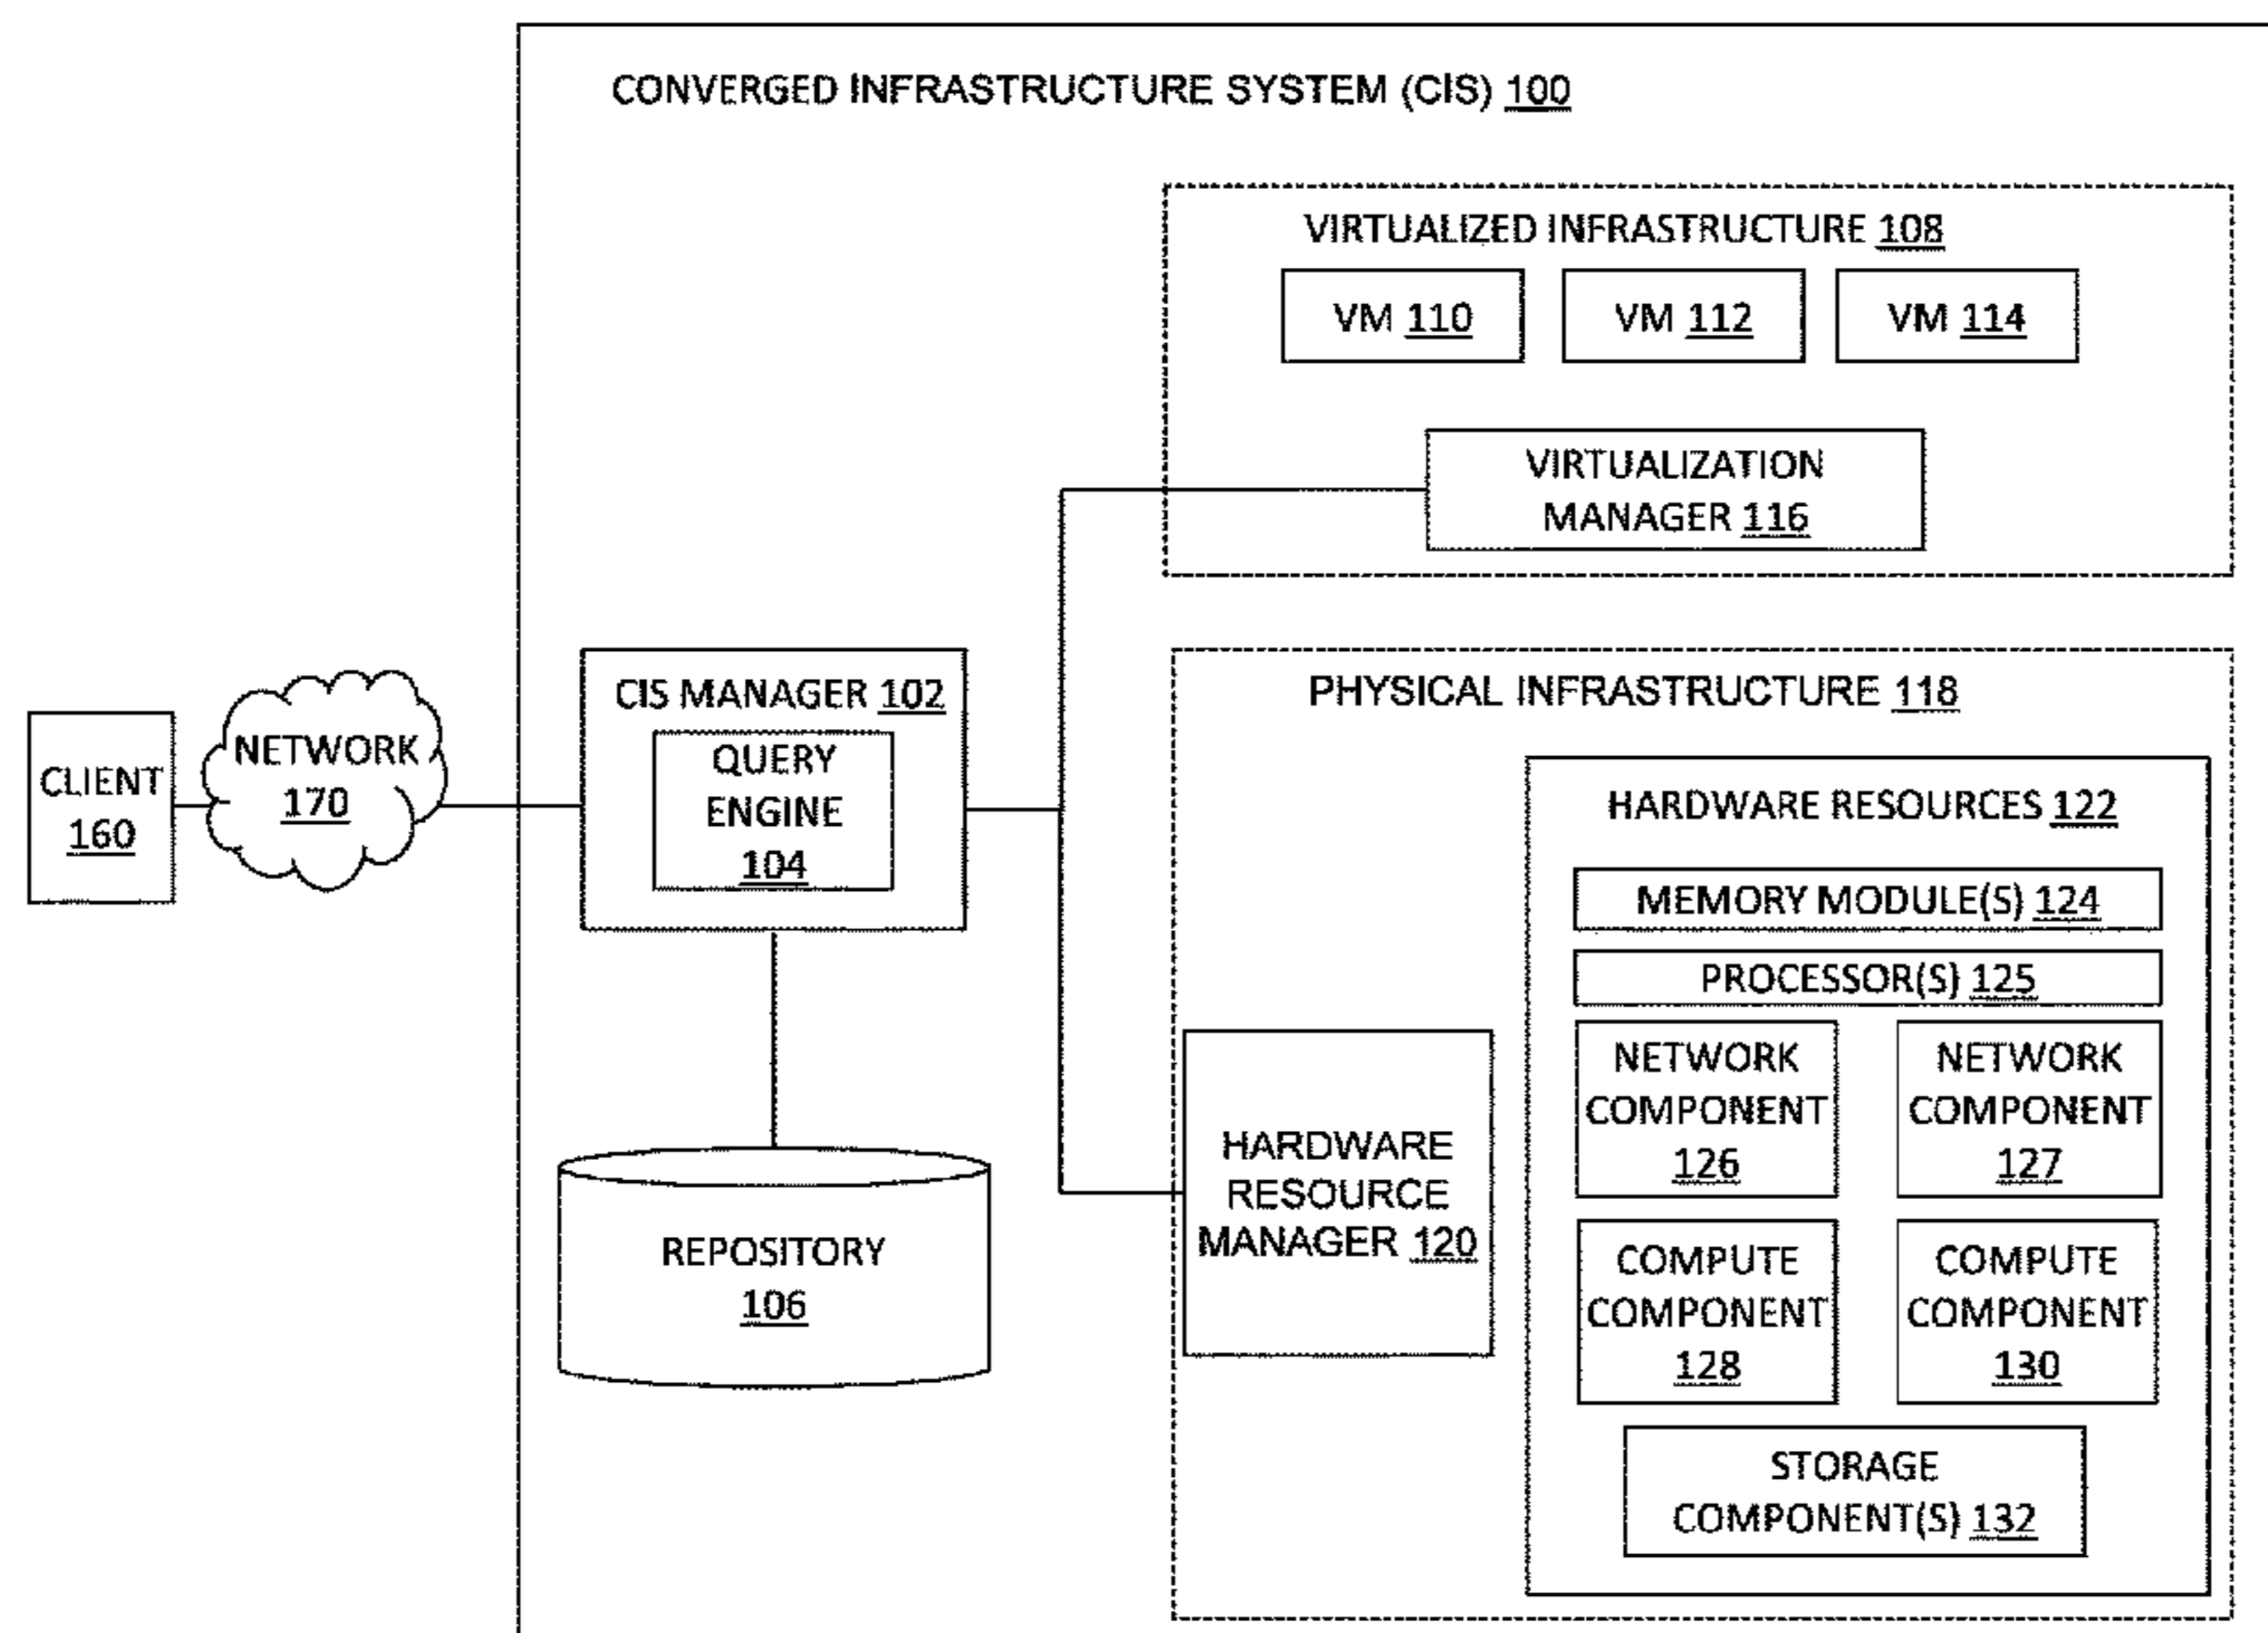 CONVERGED INFRASTRUCTURE SYSTEM (CIS) 100
VIRTUALIZED INFRASTRUCTURE 108
VM 110
VM 112
VM 114
VIRTUALIZATION
MANAGER 116
CLIENT
160
NETWORK
170
CIS MANAGER 102
QUERY
ENGINE
104
REPOSITORY
106
PHYSICAL INFRASTRUCTURE 118
HARDWARE
RESOURCE
MANAGER 120
HARDWARE RESOURCES 122
MEMORY MODULE(S) 124
PROCESSOR(S) 125
NETWORK
COMPONENT
126
NETWORK
COMPONENT
127
COMPUTE
COMPONENT
128
COMPUTE
COMPONENT
130
STORAGE
COMPONENT(S) 132